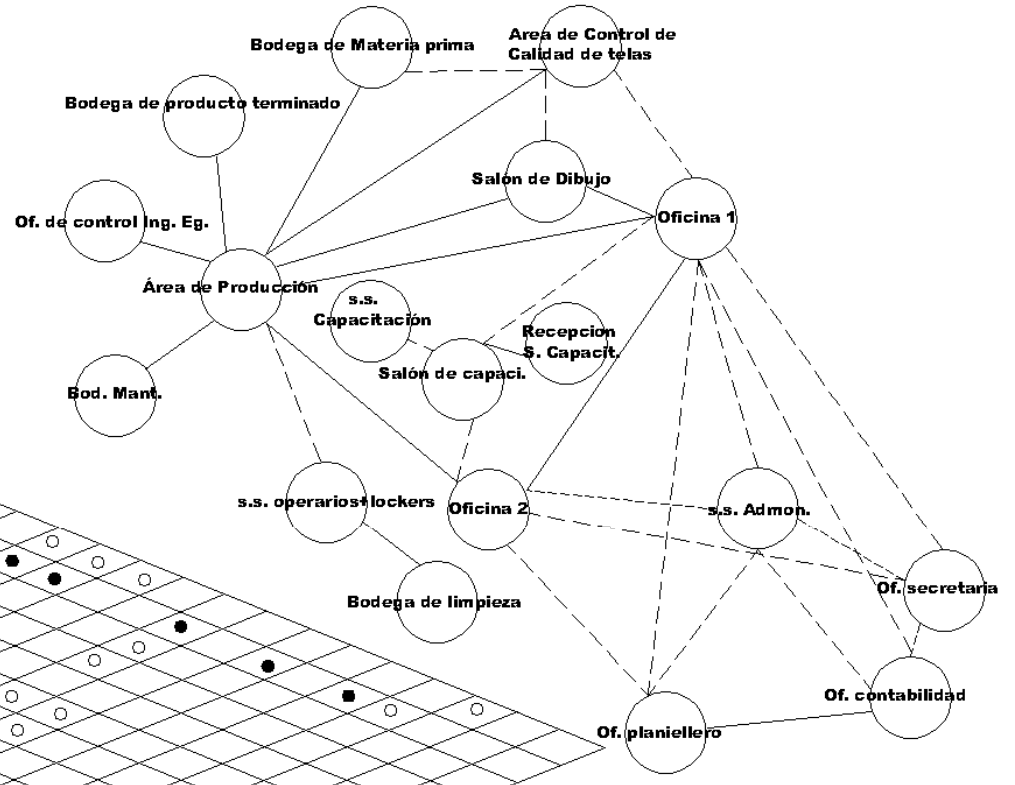 Bodega de Materia prima
Area de Control de
Calidad de telas
Bodega de producto terminado
Salón de Dibujo
Of. de control Ing. Eg.
Oficina 1
Área de Producción
s.s.
Capacitación
Recepcion
S. Capacit.
Salón de capaci.
Bod. Mant.
s.s. operarios+lockers
Oficina 2
s.s. Admon.
Of. secretaria
Bodega de limpieza
Of. contabilidad
Of. planiellero